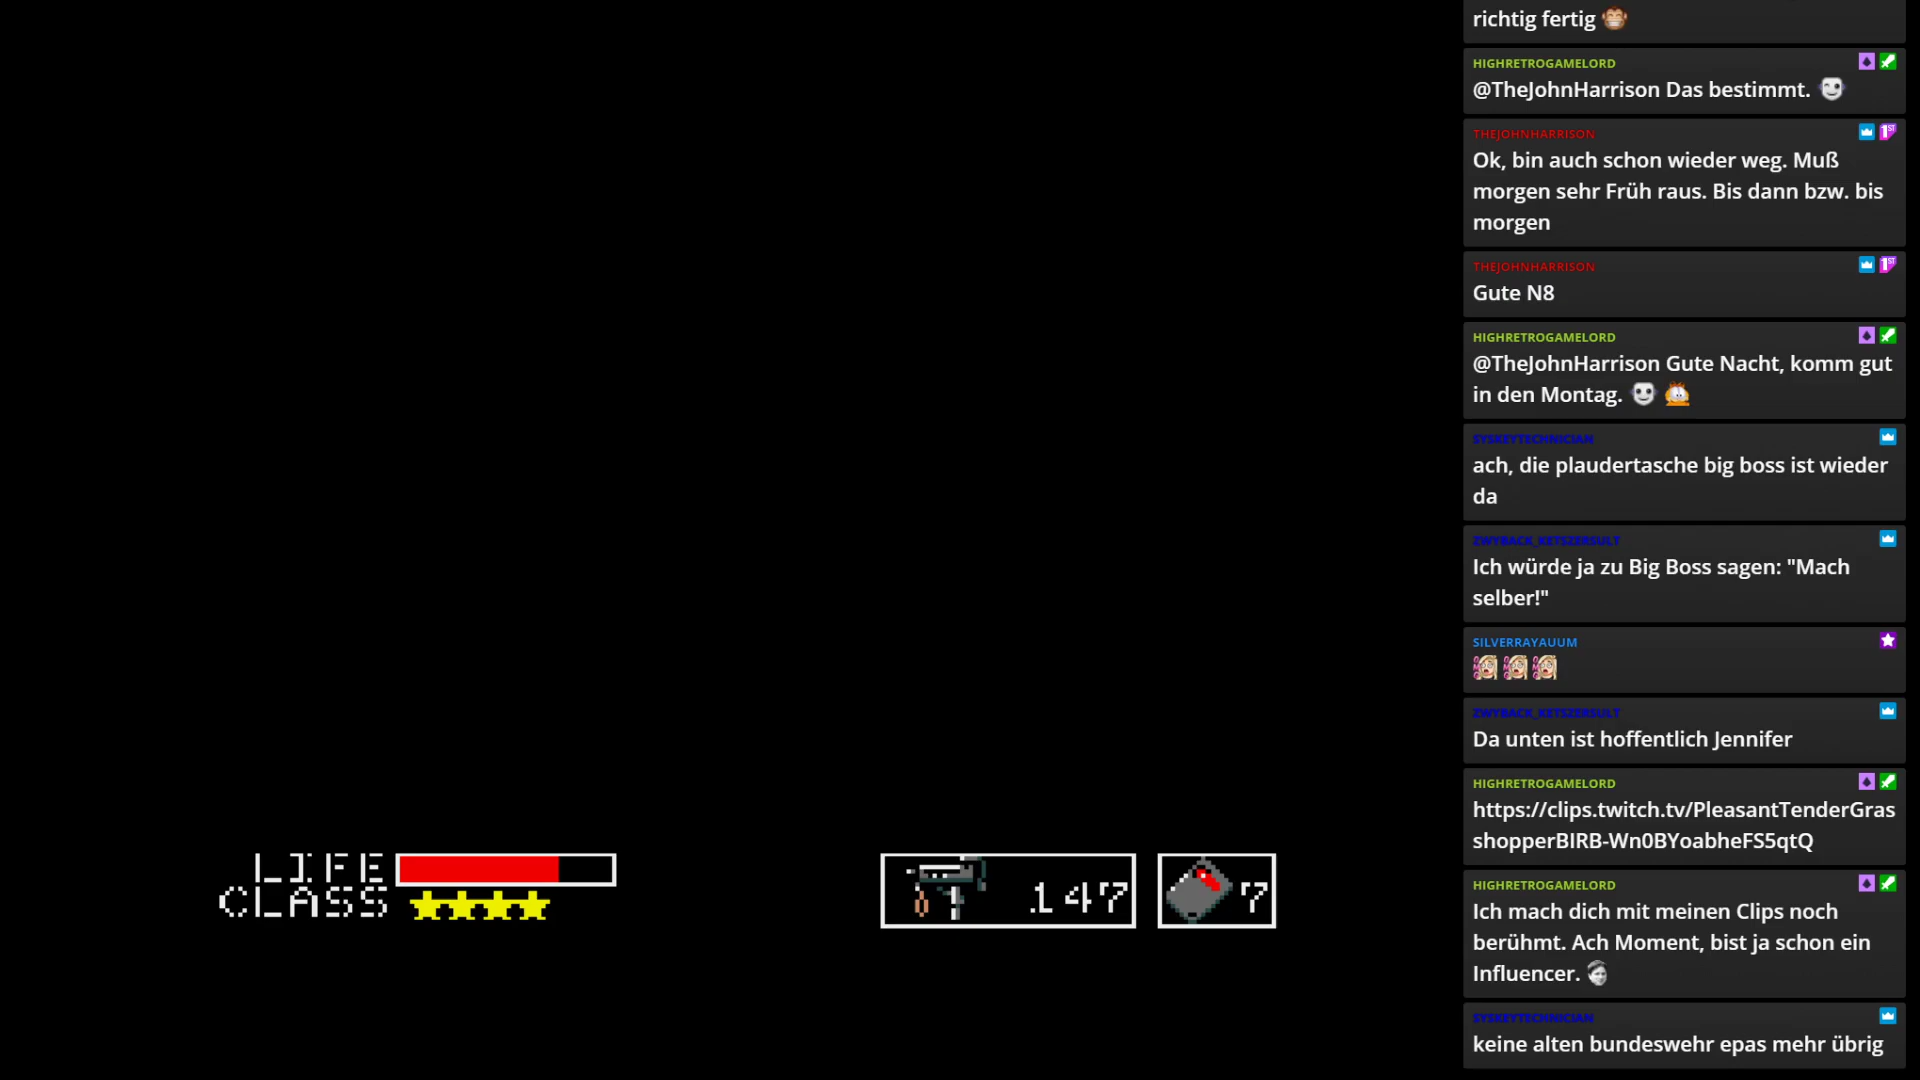 LIFE
CLASS
147
7
richtig fertig
HIGHRETROGAMELORD
@TheJohnHarrison Das bestimmt.
THEJOHNHARRISON
Ok, bin auch schon wieder weg. Muß
morgen sehr Früh raus. Bis dann bzw. bis
morgen
THEJOHNHARRISON
Gute N8
HIGHRETROGAMELORD
@TheJohnHarrison Gute Nacht, komm gut
in den Montag.
SYSKEYTECHNICIAN
ach, die plaudertasche big boss ist wieder
da
ZWYBACK_KETSZERSULT
Ich würde ja zu Big Boss sagen: "Mach
selber!"
SILVERRAYAUUM
ZWYBACK_KETSZERSULT
Da unten ist hoffentlich Jennifer
HIGHRETROGAMELORD
https://clips.twitch.tv/PleasantTenderGras
shopperBIRB-Wn0BYoabheFS5qtQ
HIGHRETROGAMELORD
Ich mach dich mit meinen Clips noch
berühmt. Ach Moment, bist ja schon ein
Influencer.
SYSKEYTECHNICIAN
keine alten bundeswehr epas mehr übrig